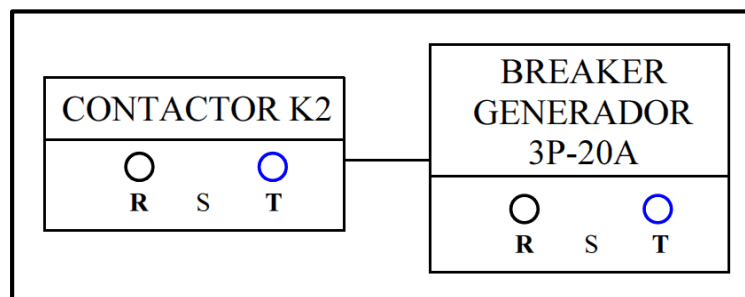 CONTACTOR K2
R S T
BREAKER
GENERADOR
3P-20A
R S T